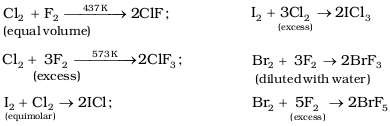 Cl₂ + F₂ —437 K→ 2ClF; I₂ + 3Cl₂ → 2ICl₃
(equal volume) (excess)
Cl₂ + 3F₂ —573 K→ 2ClF₃; Br₂ + 3F₂ → 2BrF₃
(excess) (diluted with water)
I₂ + Cl₂ → 2ICl; Br₂ + 5F₂ → 2BrF₅
(equimolar) (excess)